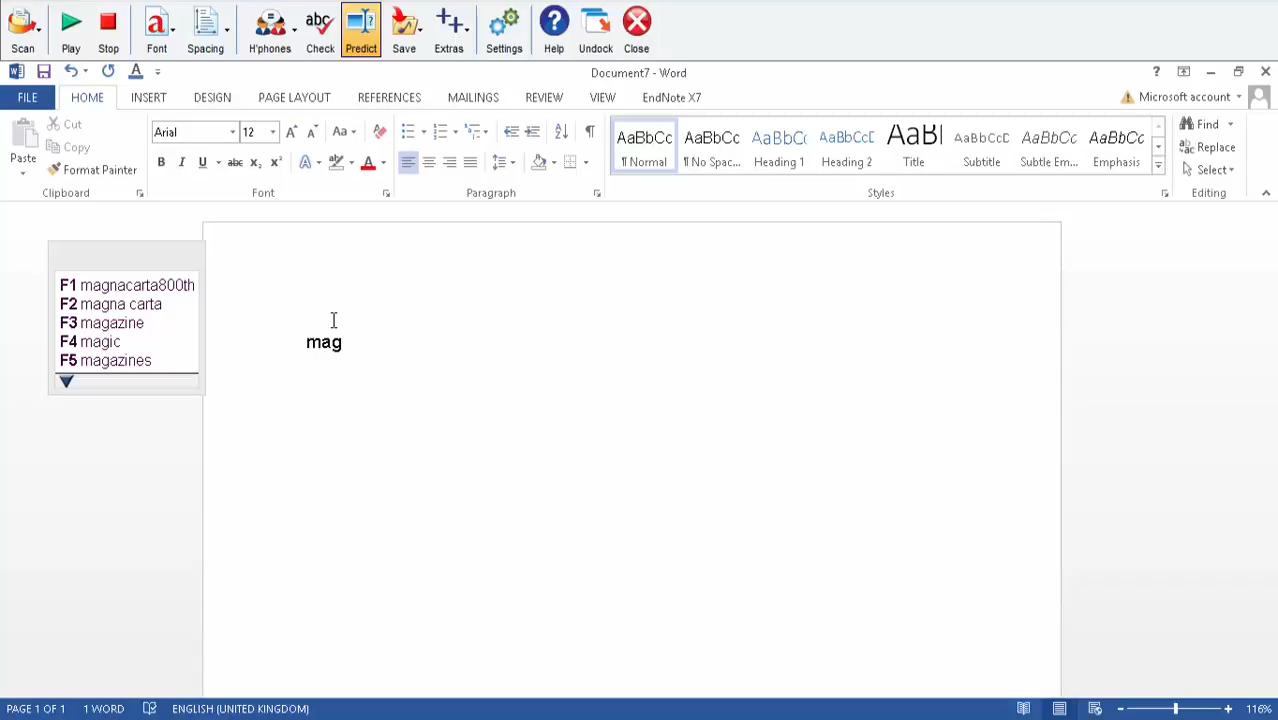 Scan Play Stop Font Spacing H'phones Check Predict Save Extras Settings Help Undock Close
Document7 - Word
FILE HOME INSERT DESIGN PAGE LAYOUT REFERENCES MAILINGS REVIEW VIEW EndNote X7 Microsoft account
Cut
Copy
Format Painter
Paste
Clipboard
Arial 12
Font
Paragraph
AaBbCc AaBbCc AaBbC( AaBbCcD AaBl AaBbCcD AaBbCc AaBbCc
¶ Normal ¶ No Spac... Heading 1 Heading 2 Title Subtitle Subtle Em... Emphasis
Styles
Find
Replace
Select
Editing
F1 magnacarta800th
F2 magna carta
F3 magazine
F4 magic
F5 magazines
mag
PAGE 1 OF 1 1 WORD ENGLISH (UNITED KINGDOM) 116%